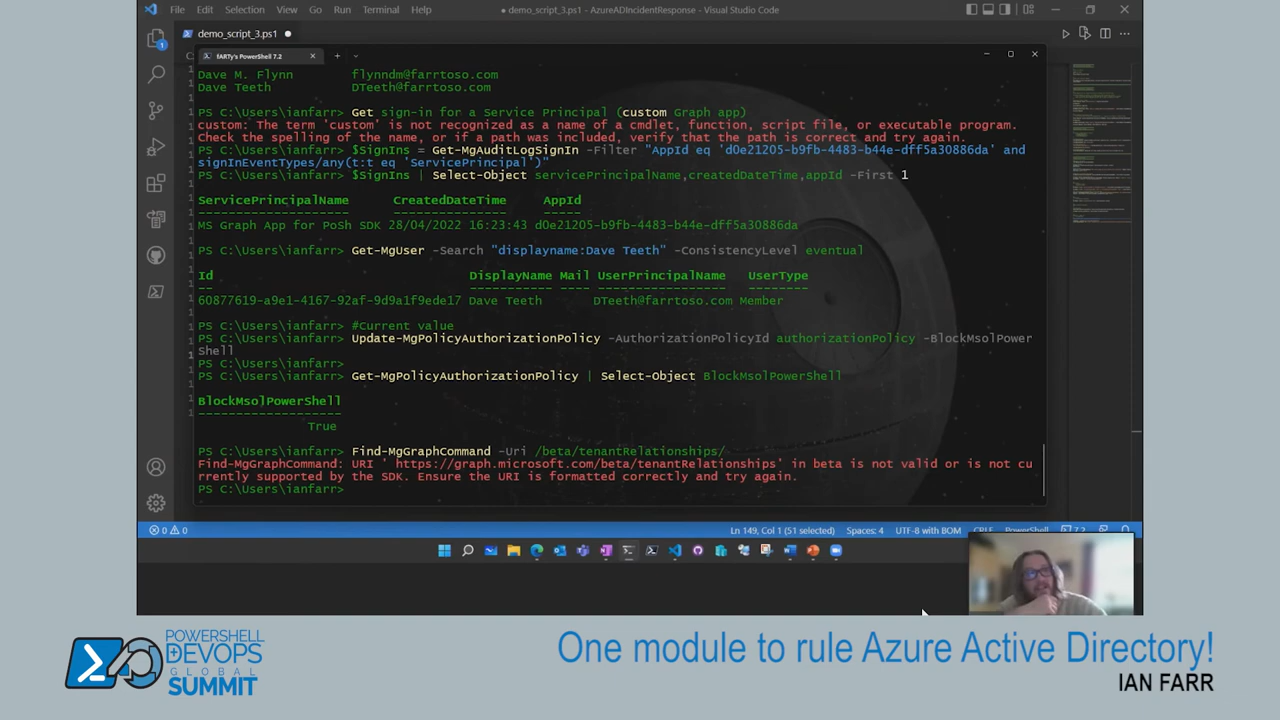 File Edit Selection View Go Run Terminal Help
● demo_script_3.ps1 - AzureADIncidentResponse - Visual Studio Code
demo_script_3.ps1 ●
fARTy's PowerShell 7.2
Dave M. Flynn flynndm@farrtoso.com
Dave Teeth DTeeth@farrtoso.com
PS C:\Users\ianfarr> Get sign-in for a Service Principal (custom Graph app)
custom: The term 'custom' is not recognized as a name of a cmdlet, function, script file, or executable program.
Check the spelling of the name, or if a path was included, verify that the path is correct and try again.
PS C:\Users\ianfarr> $SignIns = Get-MgAuditLogSignIn -Filter "AppId eq 'd0e21205-b9fb-4483-b44e-dff5a30886da' and
signInEventTypes/any(t:t eq 'ServicePrincipal')"
PS C:\Users\ianfarr> $SignIns | Select-Object servicePrincipalName,createdDateTime,appId -First 1
ServicePrincipalName CreatedDateTime AppId
MS Graph App for PoSh SDK 16:23:43 d0e21205-b9fb-4483-b44e-dff5a30886da
PS C:\Users\ianfarr> Get-MgUser -Search "displayname:Dave Teeth" -ConsistencyLevel eventual
Id DisplayName Mail UserPrincipalName UserType
60877619-a9e1-4167-92af-9d9a1f9ede17 Dave Teeth DTeeth@farrtoso.com Member
PS C:\Users\ianfarr> #Current value
PS C:\Users\ianfarr> Update-MgPolicyAuthorizationPolicy -AuthorizationPolicyId authorizationPolicy -BlockMsolPower
Shell
PS C:\Users\ianfarr>
PS C:\Users\ianfarr> Get-MgPolicyAuthorizationPolicy | Select-Object BlockMsolPowerShell
BlockMsolPowerShell
True
PS C:\Users\ianfarr> Find-MgGraphCommand -Uri /beta/tenantRelationships/
Find-MgGraphCommand: URI ' https://graph.microsoft.com/beta/tenantRelationships' in beta is not valid or is not cu
rrently supported by the SDK. Ensure the URI is formatted correctly and try again.
PS C:\Users\ianfarr>
0 0 Ln 149, Col 1 (51 selected) Spaces: 4 UTF-8 with BOM CRLF PowerShell 7.2
POWERSHELL
+DEVOPS
GLOBAL
SUMMIT
One module to rule Azure Active Directory!
IAN FARR